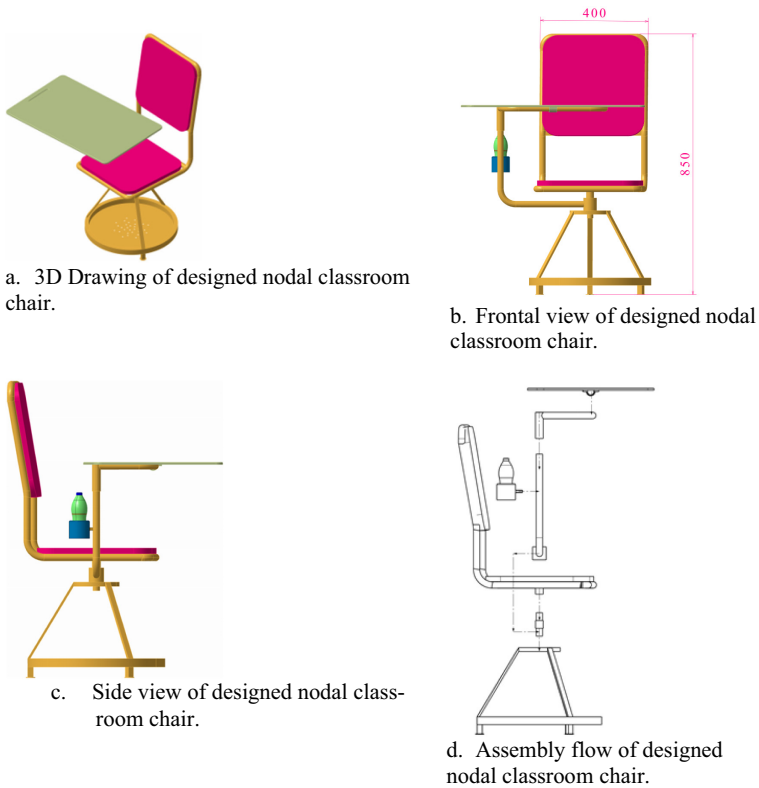 400
850
a. 3D Drawing of designed nodal classroom
chair.
b. Frontal view of designed nodal
classroom chair.
c. Side view of designed nodal class-
room chair.
d. Assembly flow of designed
nodal classroom chair.